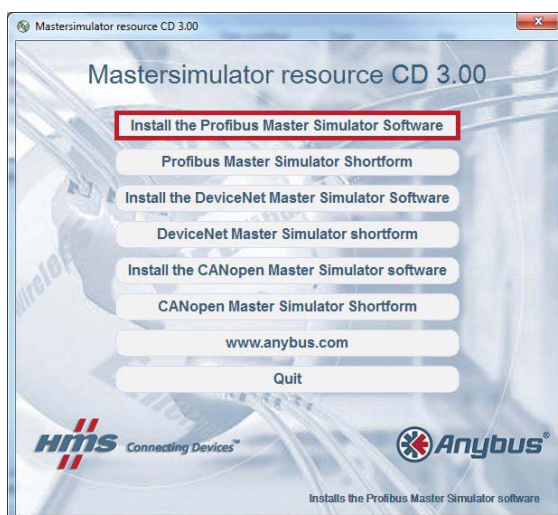 Mastersimulator resource CD 3.00
Mastersimulator resource CD 3.00
Install the Profibus Master Simulator Software
Profibus Master Simulator Shortform
Install the DeviceNet Master Simulator Software
DeviceNet Master Simulator shortform
Install the CANopen Master Simulator software
CANopen Master Simulator Shortform
www.anybus.com
Quit
Wireless
HMS Connecting Devices™
Anybus®
Installs the Profibus Master Simulator software